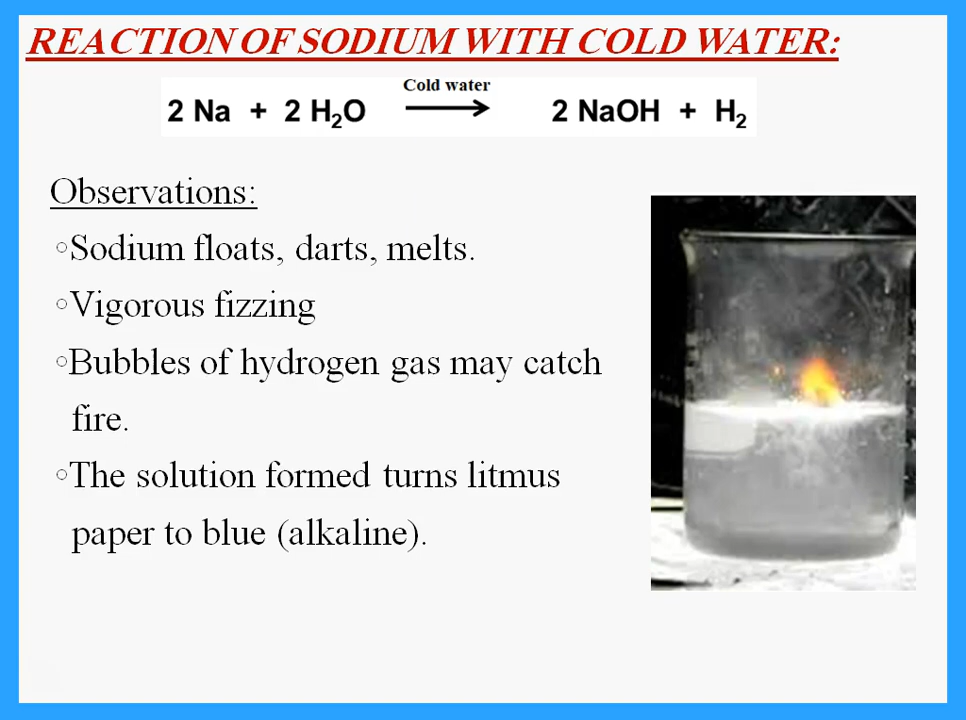 REACTION OF SODIUM WITH COLD WATER:
Cold water
2 Na + 2 H₂O ⟶ 2 NaOH + H₂
Observations:
◦Sodium floats, darts, melts.
◦Vigorous fizzing
◦Bubbles of hydrogen gas may catch
fire.
◦The solution formed turns litmus
paper to blue (alkaline).